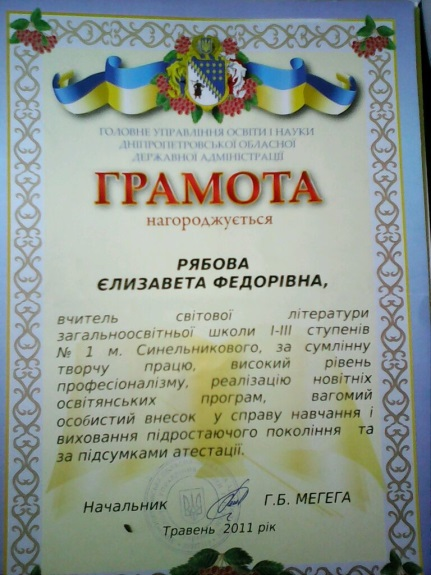 ГОЛОВНЕ УПРАВЛІННЯ ОСВІТИ І НАУКИ
ДНІПРОПЕТРОВСЬКОЇ ОБЛАСНОЇ
ДЕРЖАВНОЇ АДМІНІСТРАЦІЇ
ГРАМОТА
нагороджується
РЯБОВА
ЄЛИЗАВЕТА ФЕДОРІВНА,
вчитель світової літератури
загальноосвітньої школи І-ІІІ ступенів
№ 1 м. Синельникового, за сумлінну
творчу працю, високий рівень
професіоналізму, реалізацію новітніх
освітянських програм, вагомий
особистий внесок у справу навчання і
виховання підростаючого покоління та
за підсумками атестації.
Начальник Г.Б. МЕГЕГА
Травень 2011 рік